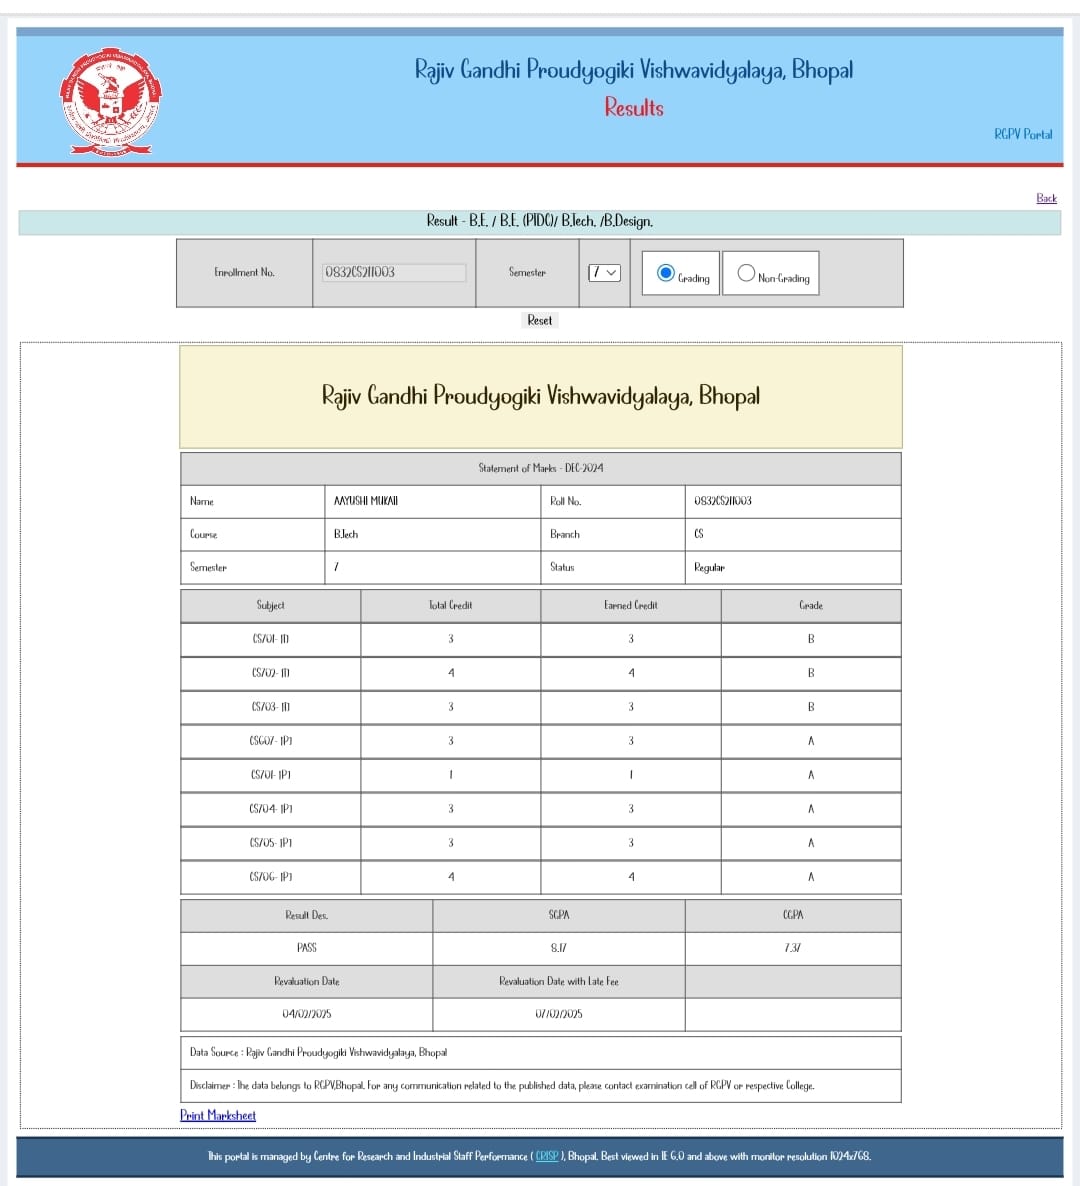 Rajiv Gandhi Proudyogiki Vishwavidyalaya, Bhopal
Results
RGPV Portal
Back
Result - B.E. / B.E. (PTDC)/ B.Tech. /B.Design.
Enrollment No. 0832CS211003 Semester 7 Grading Non-Grading
Reset
Rajiv Gandhi Proudyogiki Vishwavidyalaya, Bhopal
Statement of Marks - DEC-2024
Name AAYUSHI MUKATI Roll No. 0832CS211003
Course B.Tech Branch CS
Semester 7 Status Regular
Subject Total Credit Earned Credit Grade
CS701- [T] 3 3 B
CS702- [T] 4 4 B
CS703- [T] 3 3 B
CS607- [P] 3 3 A
CS701- [P] 1 1 A
CS704- [P] 3 3 A
CS705- [P] 3 3 A
CS706- [P] 4 4 A
Result Des. SGPA CGPA
PASS 8.17 7.37
Revaluation Date Revaluation Date with Late Fee
04/02/2025 07/02/2025
Data Source : Rajiv Gandhi Proudyogiki Vishwavidyalaya, Bhopal
Disclaimer : The data belongs to RGPV,Bhopal. For any communication related to the published data, please contact examination cell of RGPV or respective College.
Print Marksheet
This portal is managed by Centre for Research and Industrial Staff Performance ( CRISP ), Bhopal. Best viewed in IE 6.0 and above with monitor resolution 1024x768.